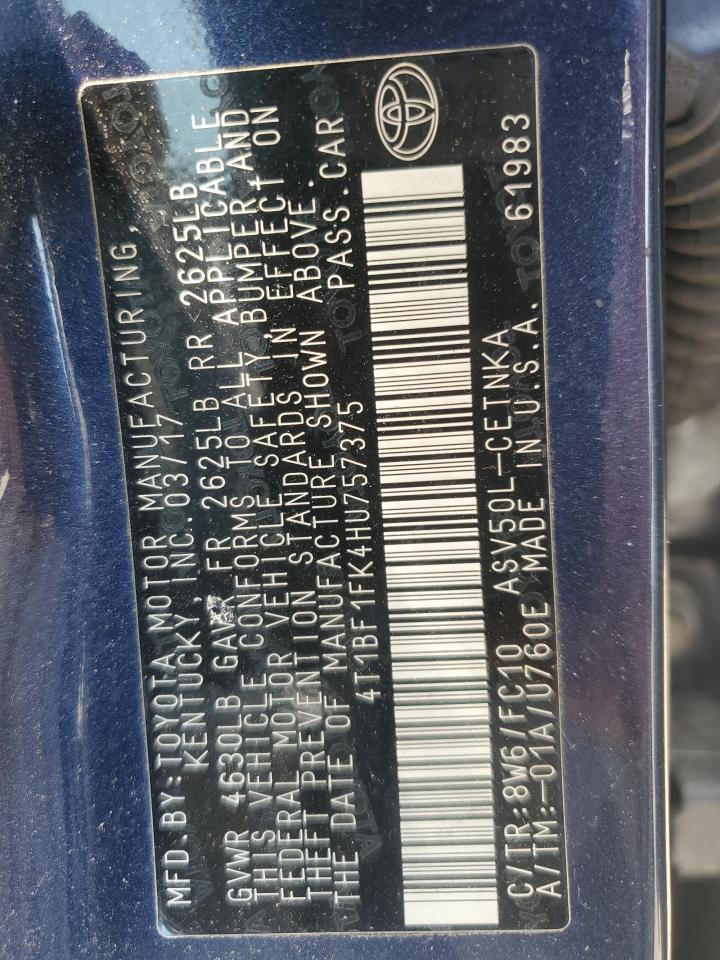 MFD.BY:TOYOTA MOTOR MANUFACTURING,
KENTUCKY, INC. 03/17
GVWR 4630LB GAWR FR 2625LB RR 2625LB
THIS VEHICLE CONFORMS TO ALL APPLICABLE
FEDERAL MOTOR VEHICLE SAFETY, BUMPER, AND
THEFT PREVENTION STANDARDS IN EFFECT ON
THE DATE OF MANUFACTURE SHOWN ABOVE.
4T1BF1FK4HU757375 PASS.CAR
C/TR:8W6/FC10 ASV50L-CETNKA
A/TM:-01A/U760E MADE IN U.S.A. 61983